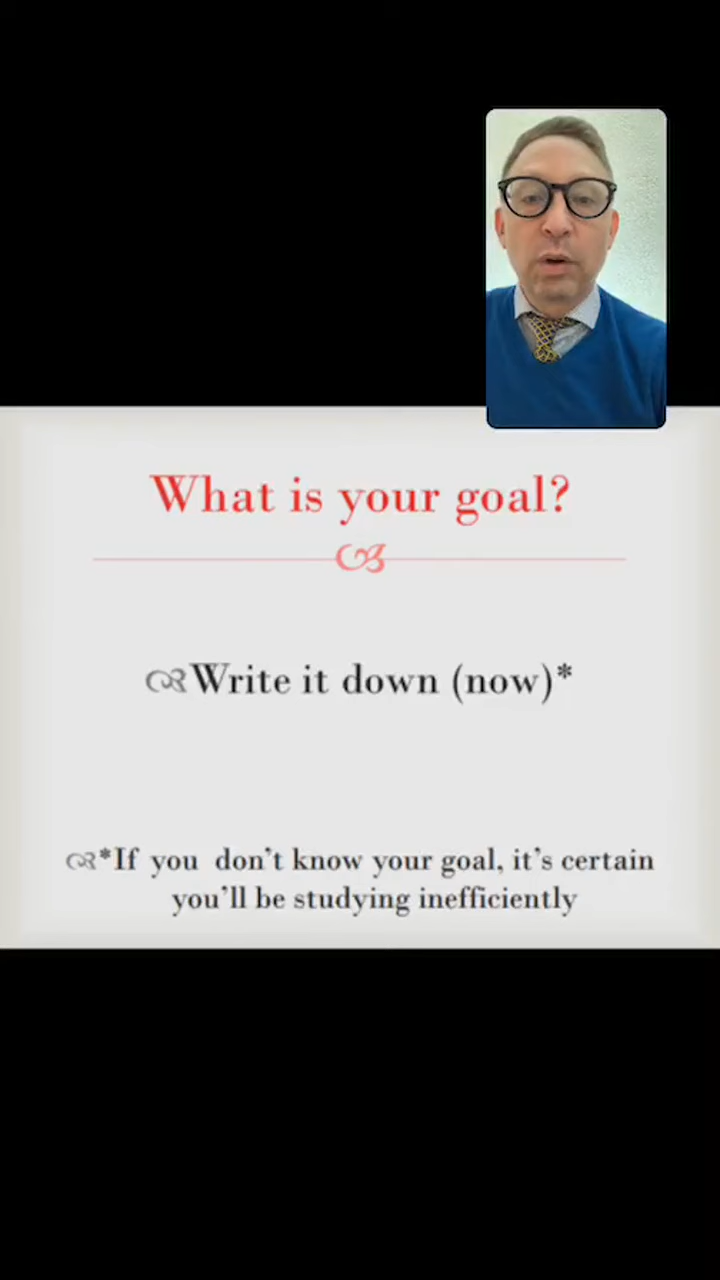 What is your goal?
Write it down (now)*
*If you don't know your goal, it's certain
you'll be studying inefficiently